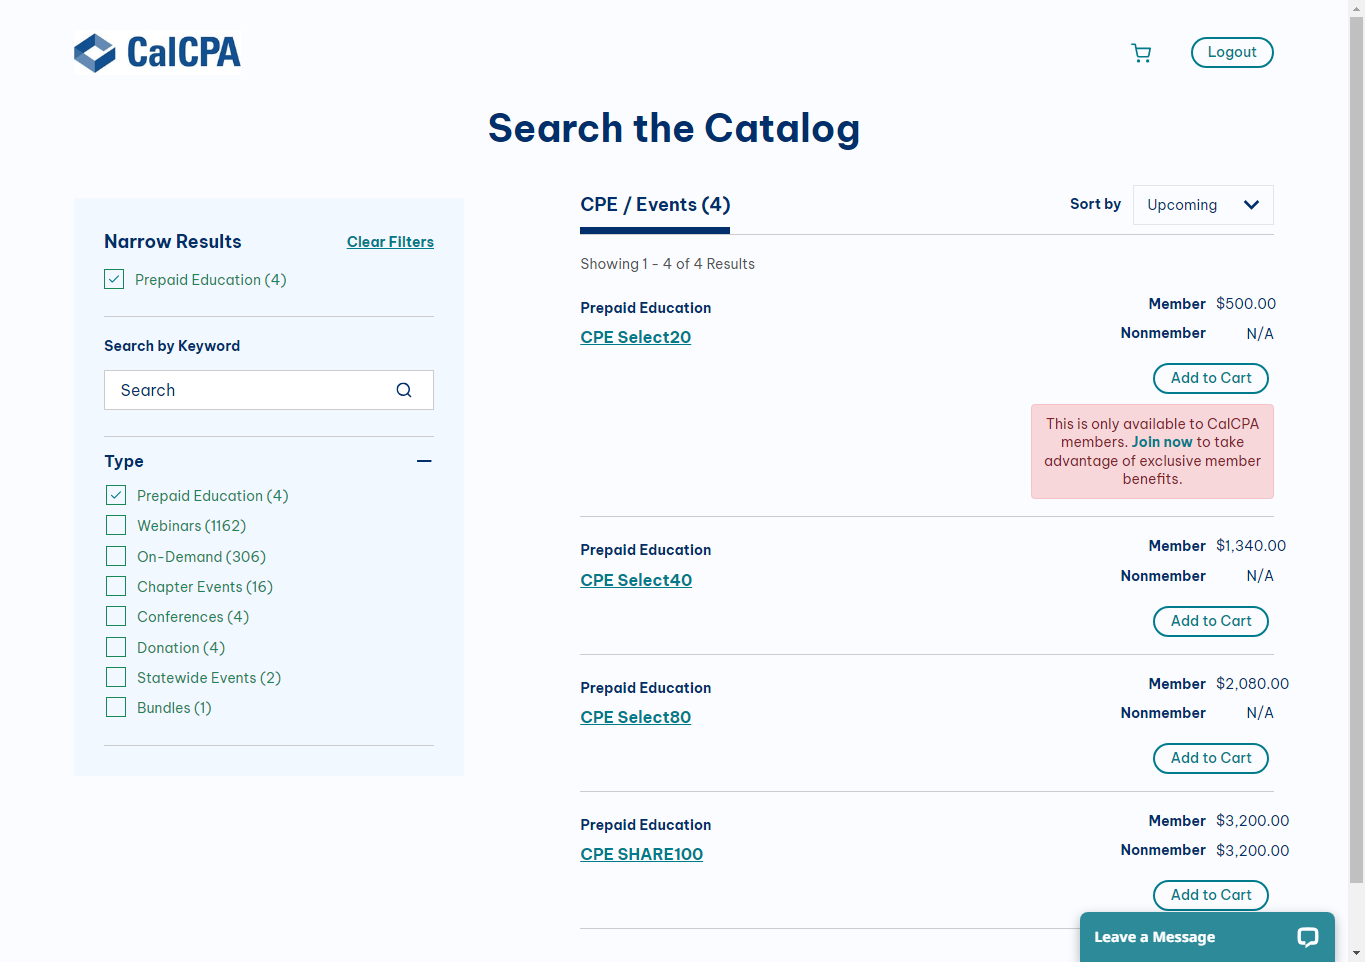 CalCPA
Logout
Search the Catalog
Narrow Results
Clear Filters
Prepaid Education (4)
Search by Keyword
Search
Type
Prepaid Education (4)
Webinars (1162)
On-Demand (306)
Chapter Events (16)
Conferences (4)
Donation (4)
Statewide Events (2)
Bundles (1)
CPE / Events (4)
Sort by
Upcoming
Showing 1 - 4 of 4 Results
Prepaid Education
CPE Select20
Member $500.00
Nonmember N/A
Add to Cart
This is only available to CalCPA
members. Join now to take
advantage of exclusive member
benefits.
Prepaid Education
CPE Select40
Member $1,340.00
Nonmember N/A
Add to Cart
Prepaid Education
CPE Select80
Member $2,080.00
Nonmember N/A
Add to Cart
Prepaid Education
CPE SHARE100
Member $3,200.00
Nonmember $3,200.00
Add to Cart
Leave a Message